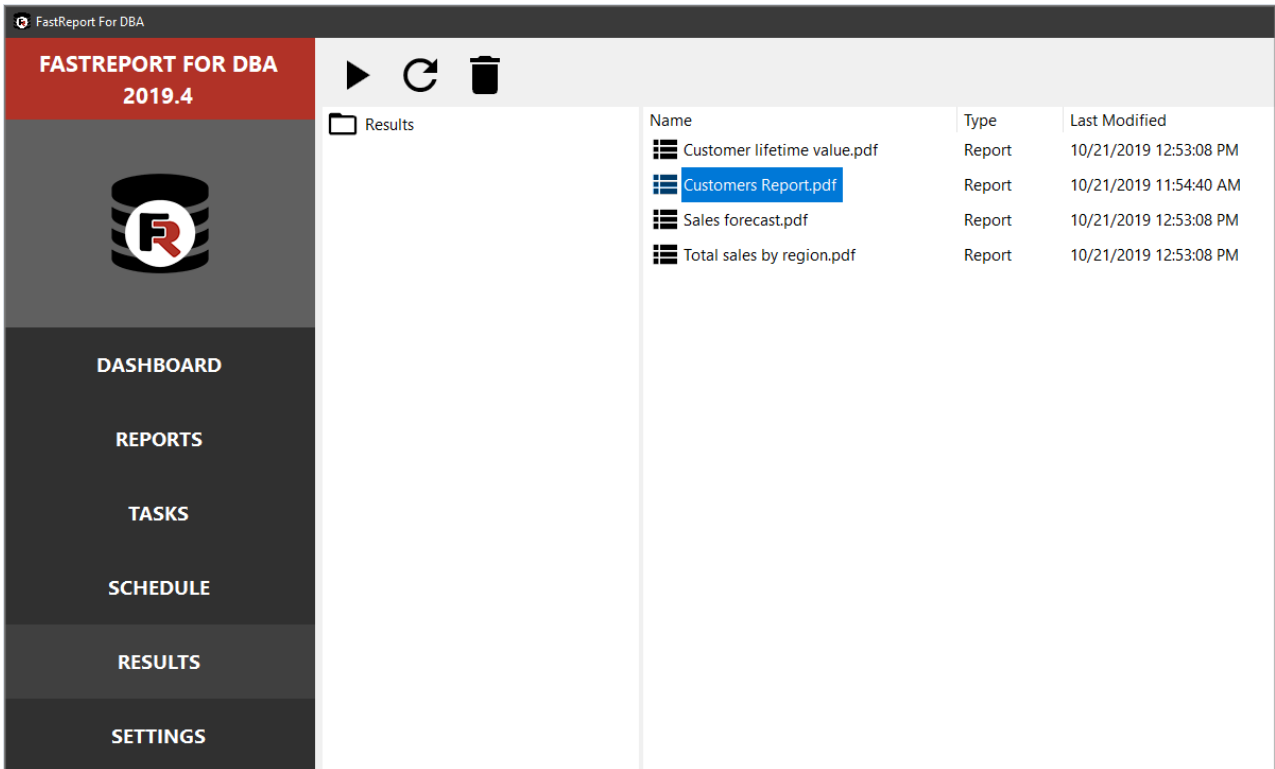 FastReport For DBA
FASTREPORT FOR DBA
2019.4
FR
DASHBOARD
REPORTS
TASKS
SCHEDULE
RESULTS
SETTINGS
Results
Name Type Last Modified
Customer lifetime value.pdf Report 10/21/2019 12:53:08 PM
Customers Report.pdf Report 10/21/2019 11:54:40 AM
Sales forecast.pdf Report 10/21/2019 12:53:08 PM
Total sales by region.pdf Report 10/21/2019 12:53:08 PM